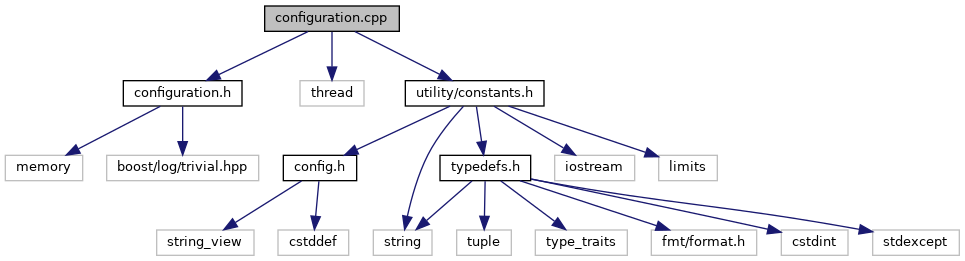 configuration.cpp
configuration.h
thread
utility/constants.h
memory
boost/log/trivial.hpp
config.h
typedefs.h
iostream
limits
string_view
cstddef
string
tuple
type_traits
fmt/format.h
cstdint
stdexcept